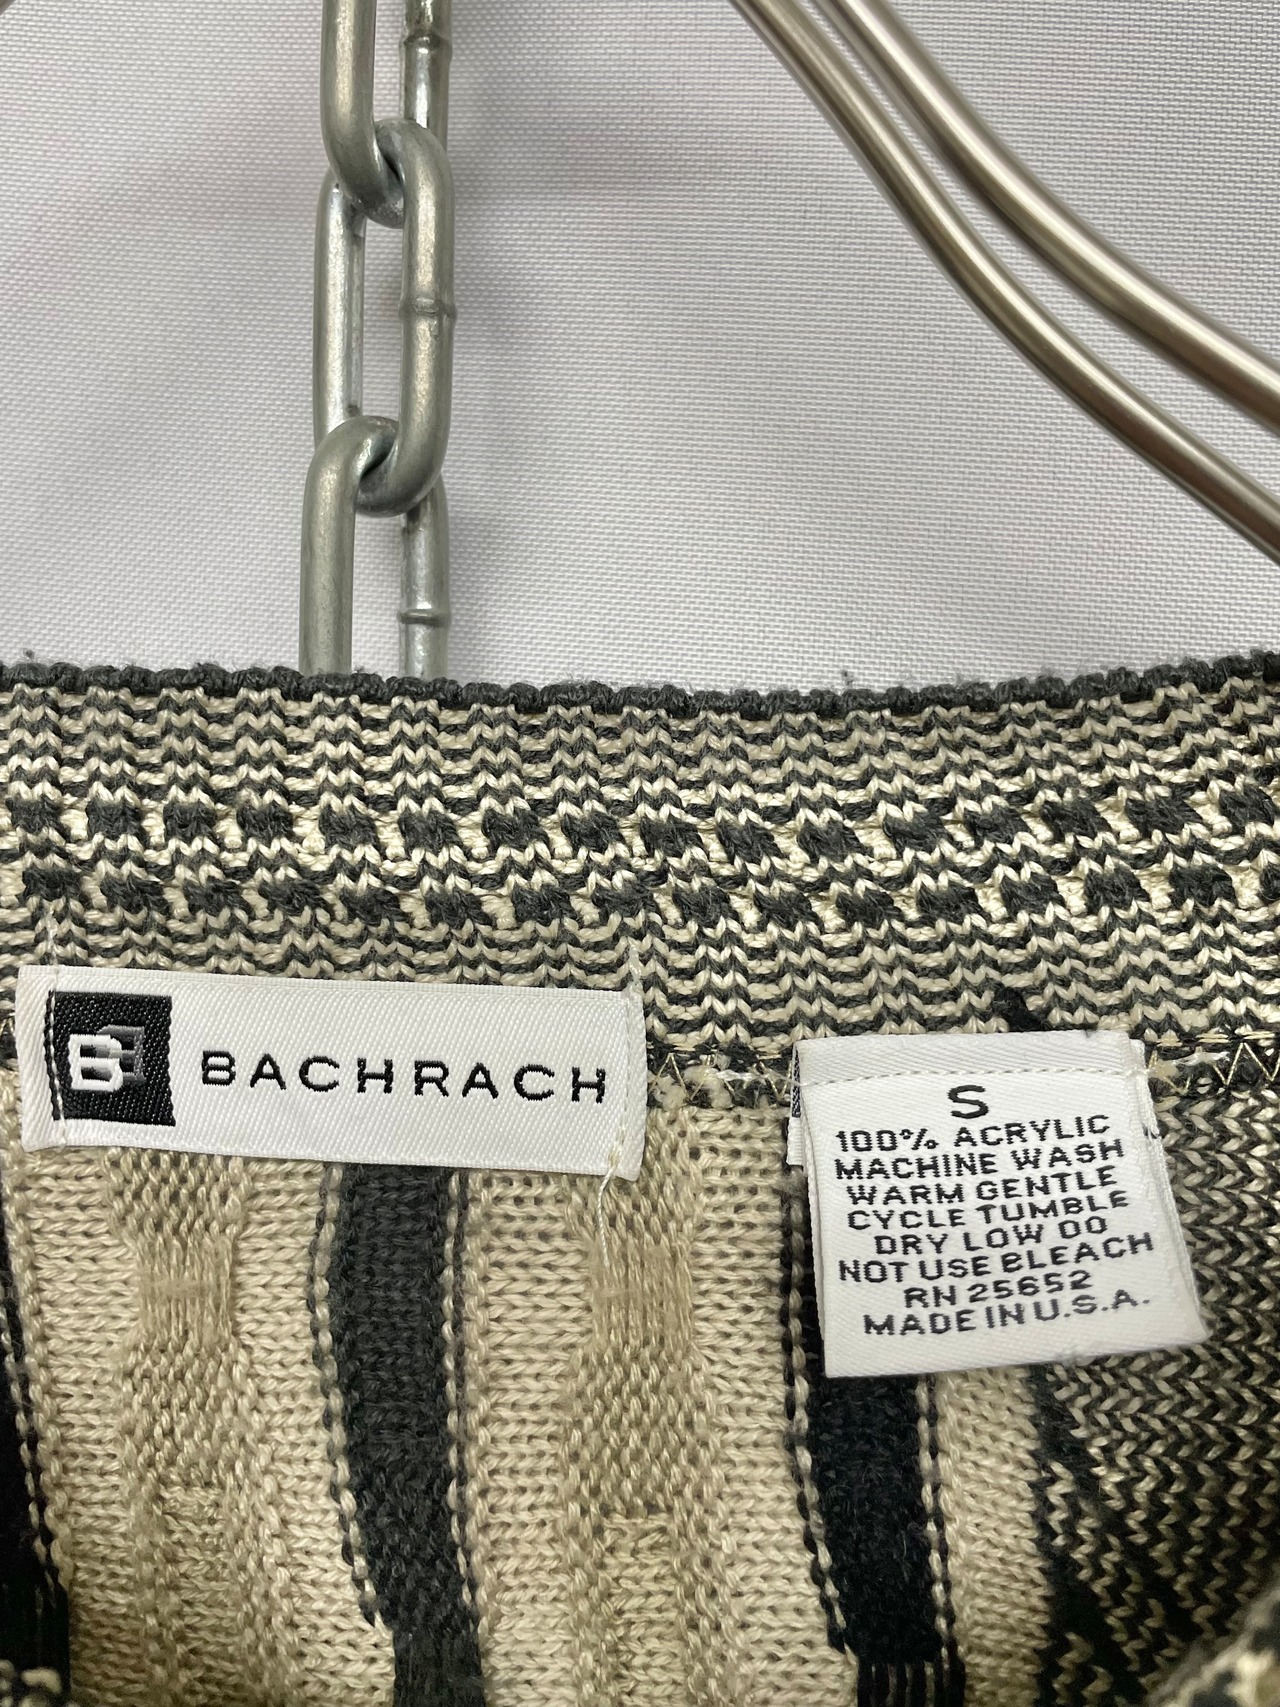 B BACHRACH
S
100% ACRYLIC
MACHINE WASH
WARM GENTLE
CYCLE TUMBLE
DRY LOW DO
NOT USE BLEACH
RN 25652
MADE IN U.S.A.